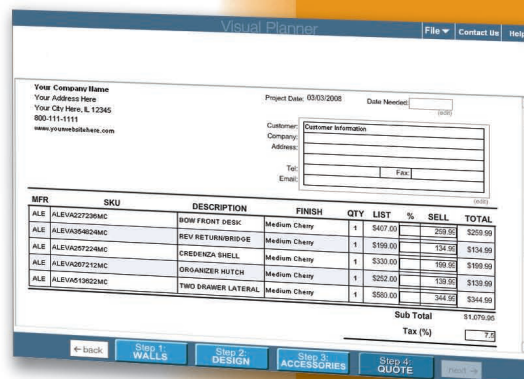 Visual Planner
File ▼ Contact Us Help
Your Company Name
Your Address Here
Your City Here, IL 12345
800-111-1111
www.yourwebsitehere.com
Project Date: 03/03/2008 Date Needed:
(edit)
Customer: Customer Information
Company:
Address:
Tel: Fax:
Email:
(edit)
MFR SKU DESCRIPTION FINISH QTY LIST % SELL TOTAL
ALE ALEVA227236MC BOW FRONT DESK Medium Cherry 1 $407.00 259.99 $259.99
ALE ALEVA354824MC REV RETURN/BRIDGE Medium Cherry 1 $199.00 134.99 $134.99
ALE ALEVA257224MC CREDENZA SHELL Medium Cherry 1 $330.00 199.99 $199.99
ALE ALEVA267212MC ORGANIZER HUTCH Medium Cherry 1 $252.00 139.99 $139.99
ALE ALEVA513622MC TWO DRAWER LATERAL Medium Cherry 1 $580.00 344.99 $344.99
Sub Total $1,079.95
Tax (%) 7.5
← back Step 1: WALLS Step 2: DESIGN Step 3: ACCESSORIES Step 4: QUOTE next →